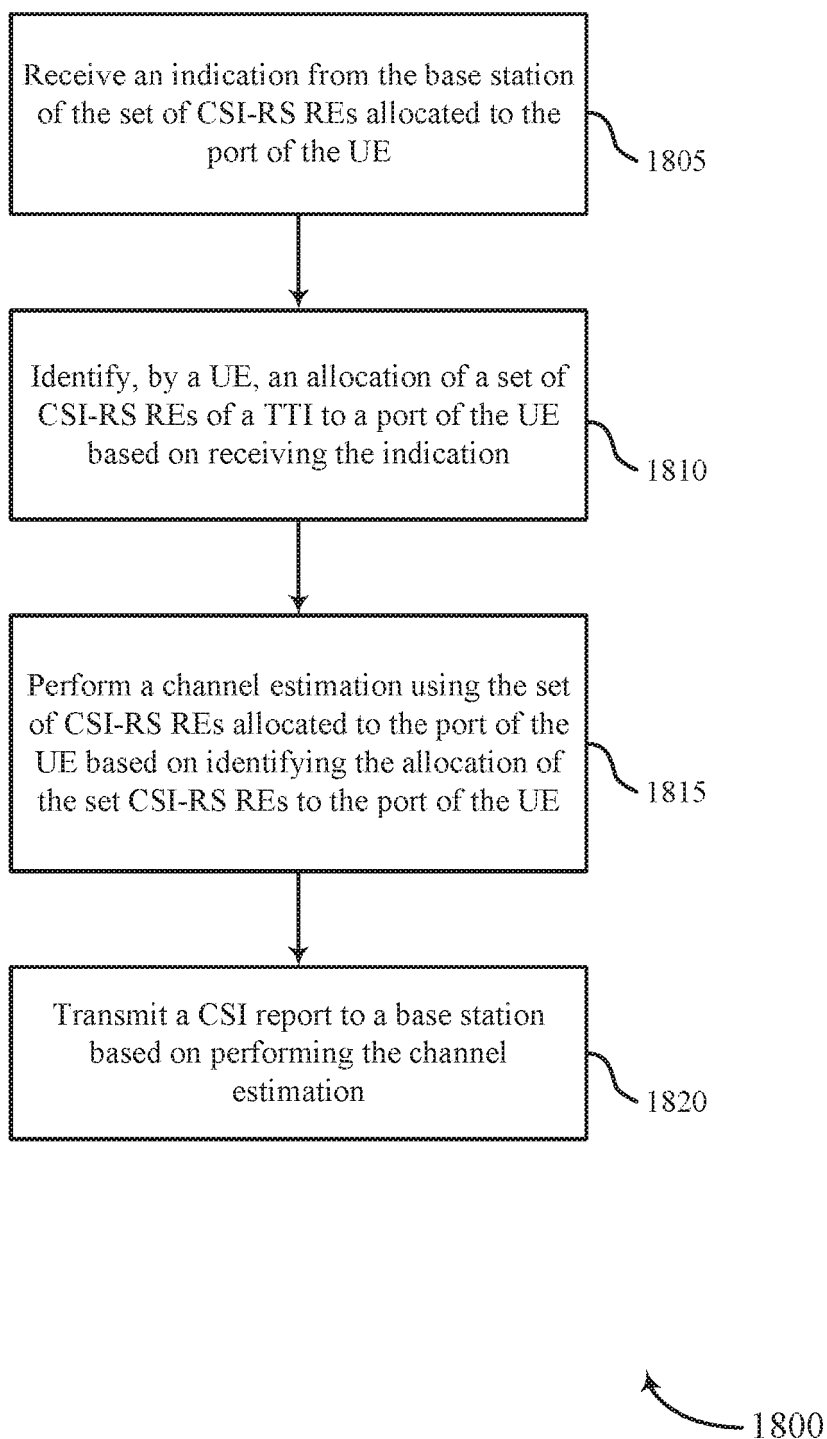 Receive an indication from the base station
of the set of CSI-RS REs allocated to the
port of the UE
1805
Identify, by a UE, an allocation of a set of
CSI-RS REs of a TTI to a port of the UE
based on receiving the indication
1810
Perform a channel estimation using the set
of CSI-RS REs allocated to the port of the
UE based on identifying the allocation of
the set CSI-RS REs to the port of the UE
1815
Transmit a CSI report to a base station
based on performing the channel
estimation
1820
1800